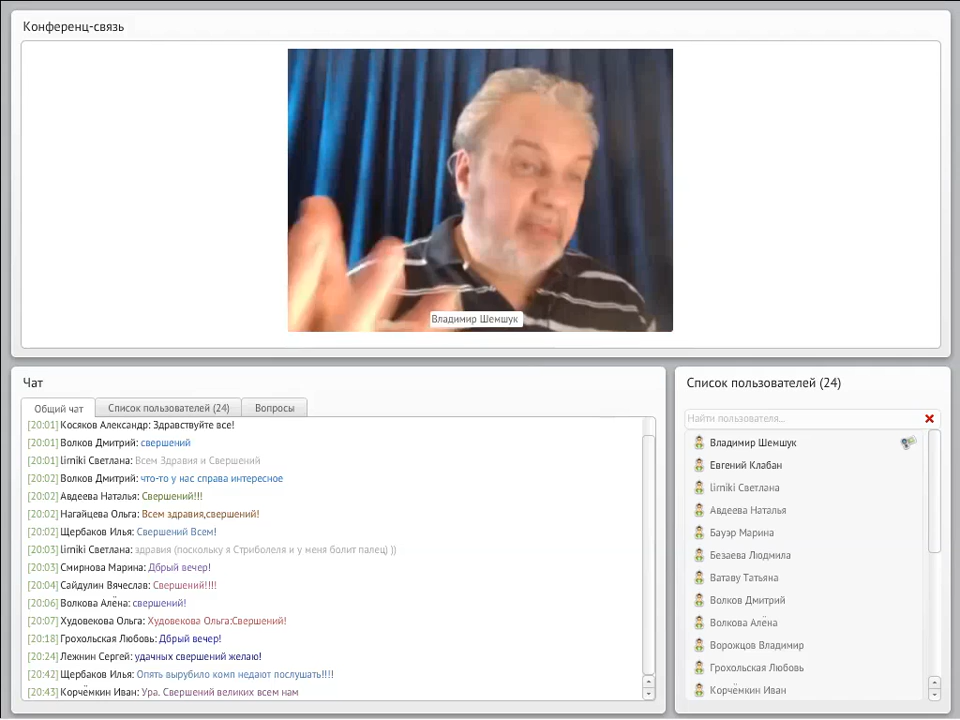 Конференц-связь
Владимир Шемшук
Чат
Общий чат
Список пользователей (24)
Вопросы
[20:01] Косяков Александр: Здравствуйте все!
[20:01] Волков Дмитрий: свершений
[20:01] lirniki Светлана: Всем Здравия и Свершений
[20:02] Волков Дмитрий: что-то у нас справа интересное
[20:02] Авдеева Наталья: Свершений!!!
[20:02] Нагайцева Ольга: Всем здравия,свершений!
[20:02] Щербаков Илья: Свершений Всем!
[20:03] lirniki Светлана: здравия (поскольку я Стриболеля и у меня болит палец) ))
[20:03] Смирнова Марина: Дбрый вечер!
[20:04] Сайдулин Вячеслав: Свершений!!!!
[20:06] Волкова Алёна: свершений!
[20:07] Худовекова Ольга: Худовекова Ольга:Свершений!
[20:18] Грохольская Любовь: Дбрый вечер!
[20:24] Лежнин Сергей: удачных свершений желаю!
[20:42] Щербаков Илья: Опять вырубило комп недают послушать!!!!
[20:43] Корчёмкин Иван: Ура. Свершений великих всем нам
Список пользователей (24)
Найти пользователя...
Владимир Шемшук
Евгений Клабан
lirniki Светлана
Авдеева Наталья
Бауэр Марина
Безаева Людмила
Ватаву Татьяна
Волков Дмитрий
Волкова Алёна
Ворожцов Владимир
Грохольская Любовь
Корчёмкин Иван